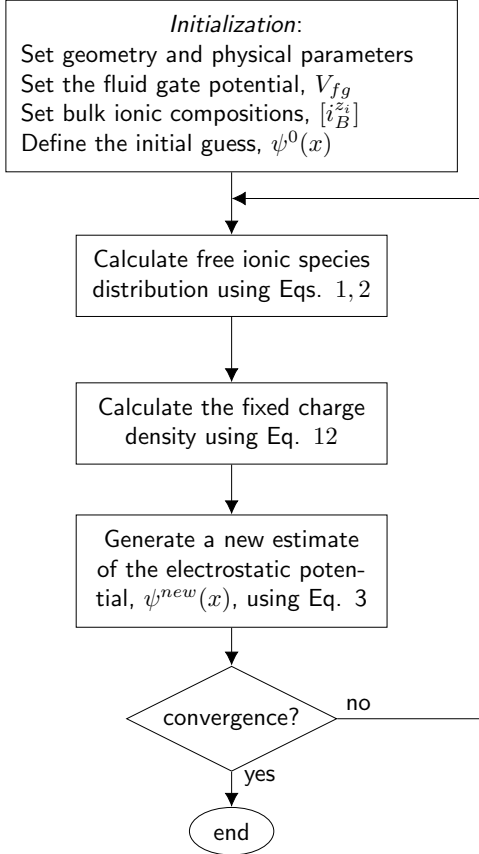 Initialization:
Set geometry and physical parameters
Set the fluid gate potential, $V_{fg}$
Set bulk ionic compositions, $[i_B^{z_i}]$
Define the initial guess, $\psi^0(x)$
Calculate free ionic species
distribution using Eqs. 1, 2
Calculate the fixed charge
density using Eq. 12
Generate a new estimate
of the electrostatic poten-
tial, $\psi^{new}(x)$, using Eq. 3
convergence?
no
yes
end